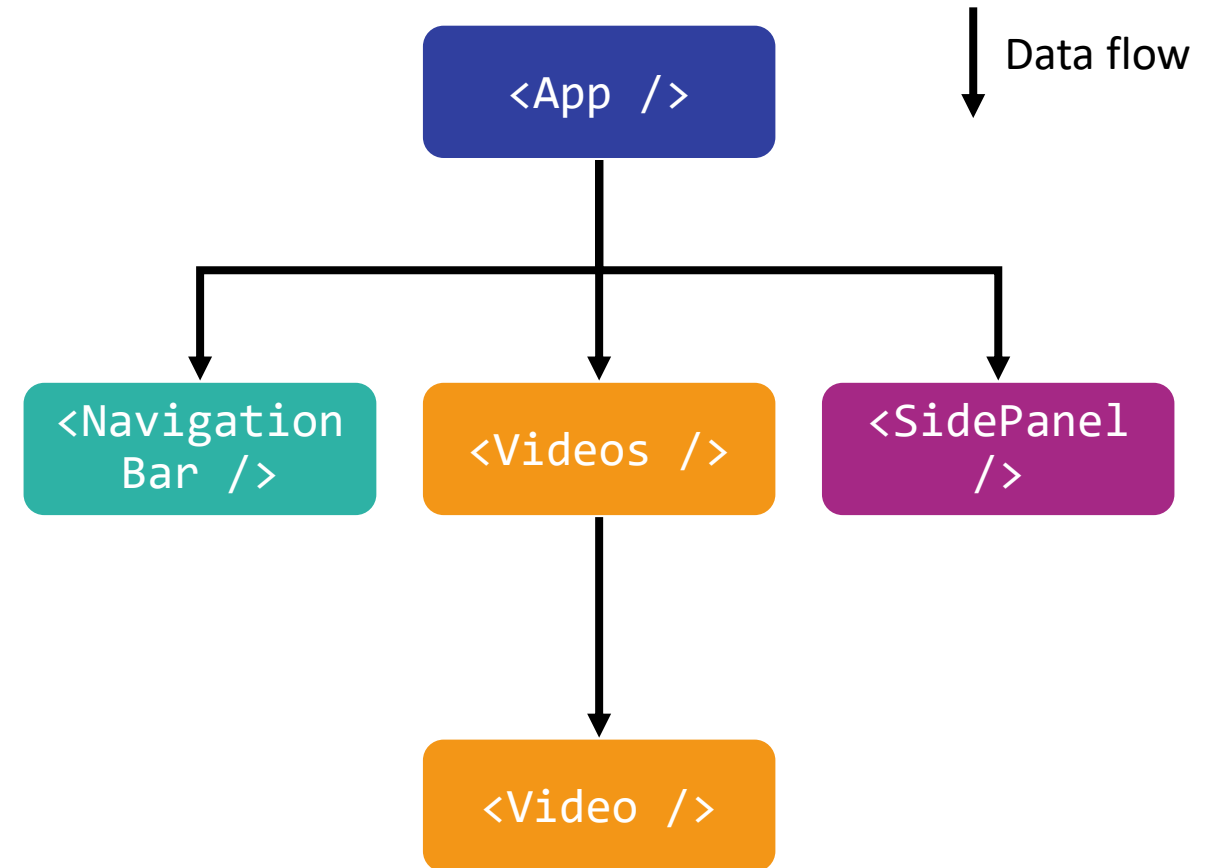 <App />
Data flow
<Navigation
Bar />
<Videos />
<SidePanel
/>
<Video />